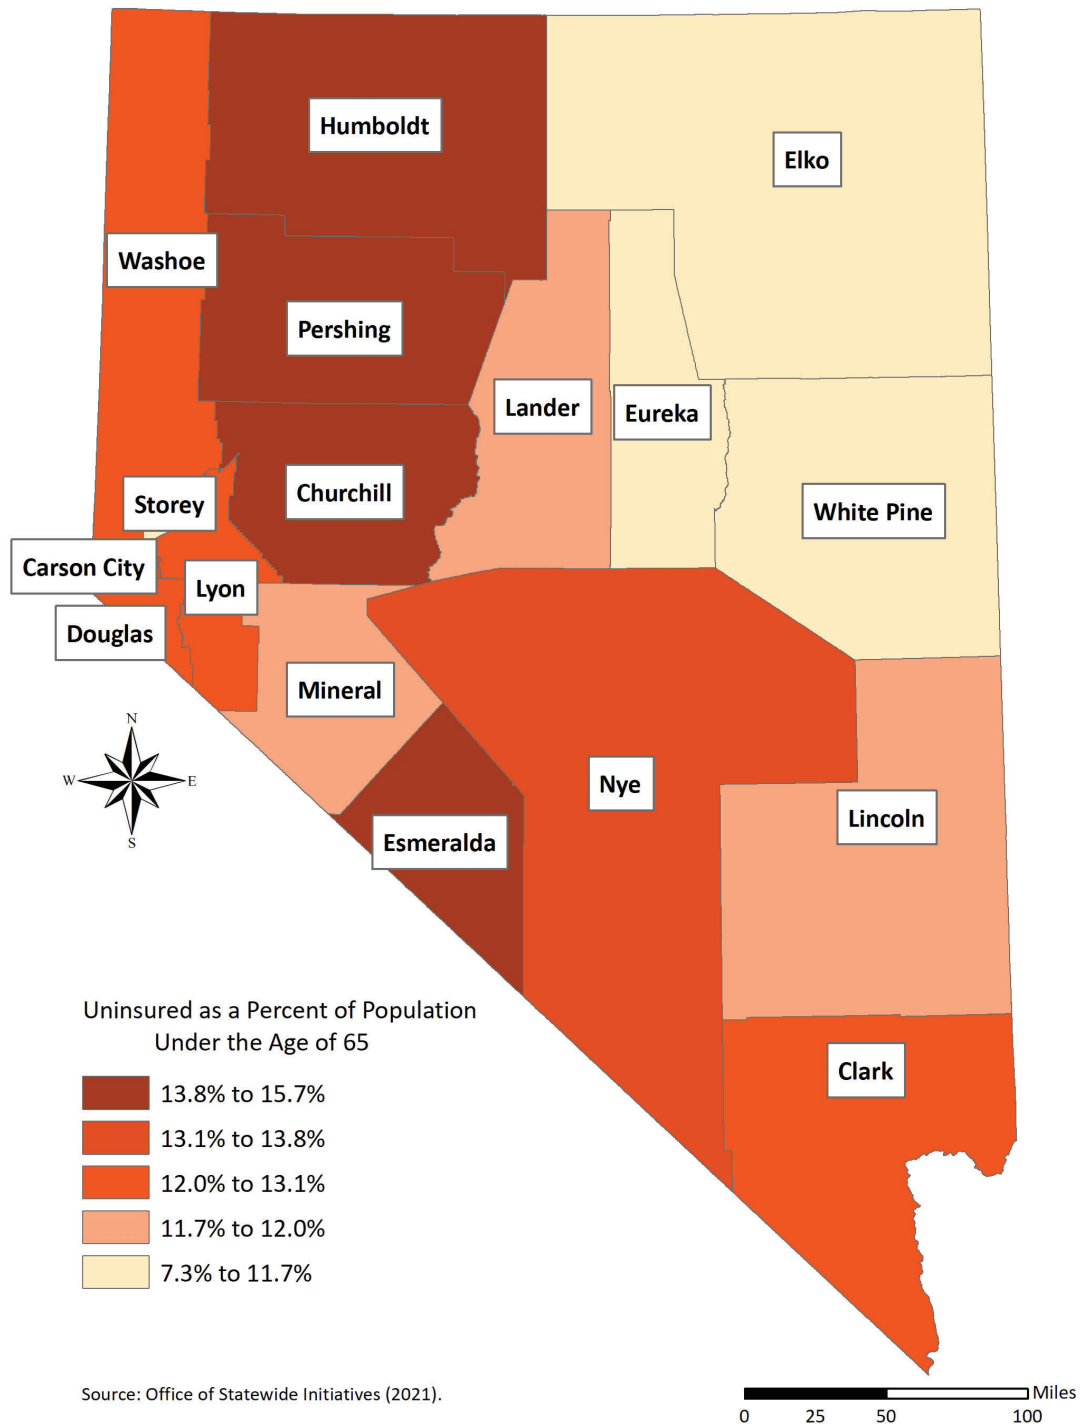 Humboldt
Elko
Washoe
Pershing
Lander
Eureka
Churchill
Storey
White Pine
Carson City
Lyon
Douglas
Mineral
N
W
E
S
Nye
Lincoln
Esmeralda
Clark
Uninsured as a Percent of Population
Under the Age of 65
13.8% to 15.7%
13.1% to 13.8%
12.0% to 13.1%
11.7% to 12.0%
7.3% to 11.7%
Source: Office of Statewide Initiatives (2021).
Miles
0 25 50 100